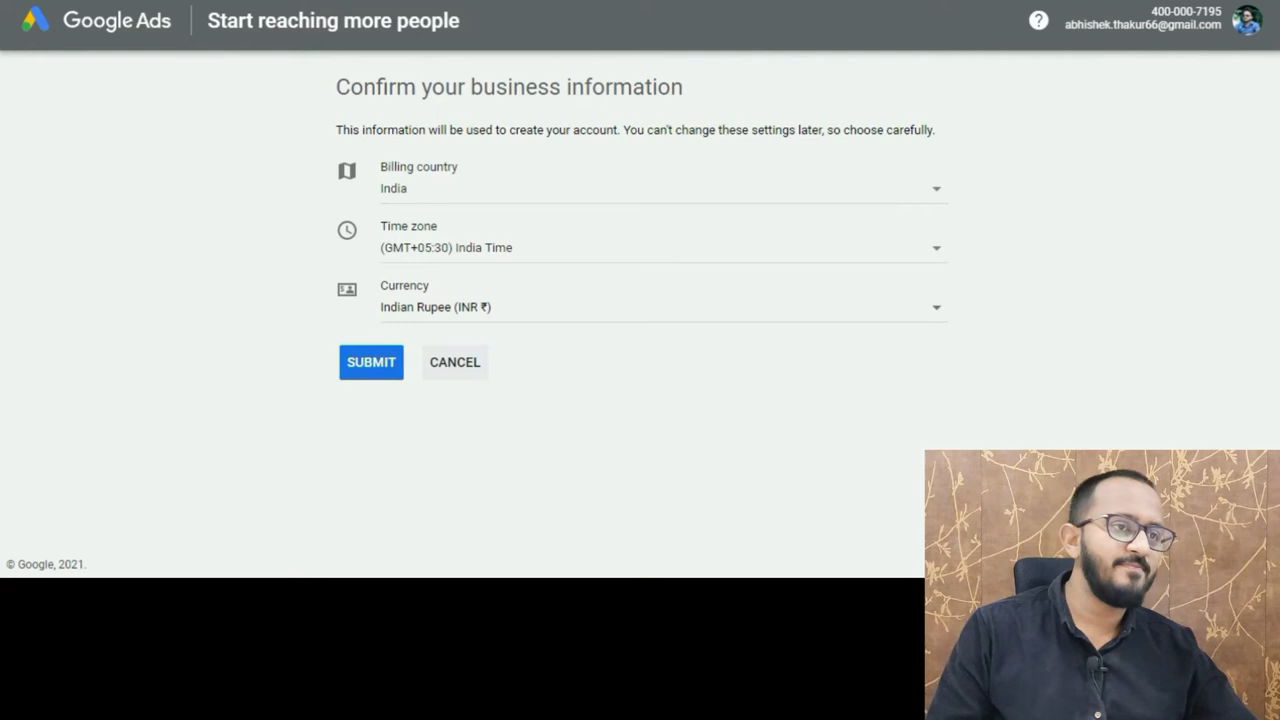 Google Ads
Start reaching more people
400-000-7195
abhishek.thakur66@gmail.com
Confirm your business information
This information will be used to create your account. You can't change these settings later, so choose carefully.
Billing country
India
Time zone
(GMT+05:30) India Time
Currency
Indian Rupee (INR ₹)
SUBMIT
CANCEL
© Google, 2021.